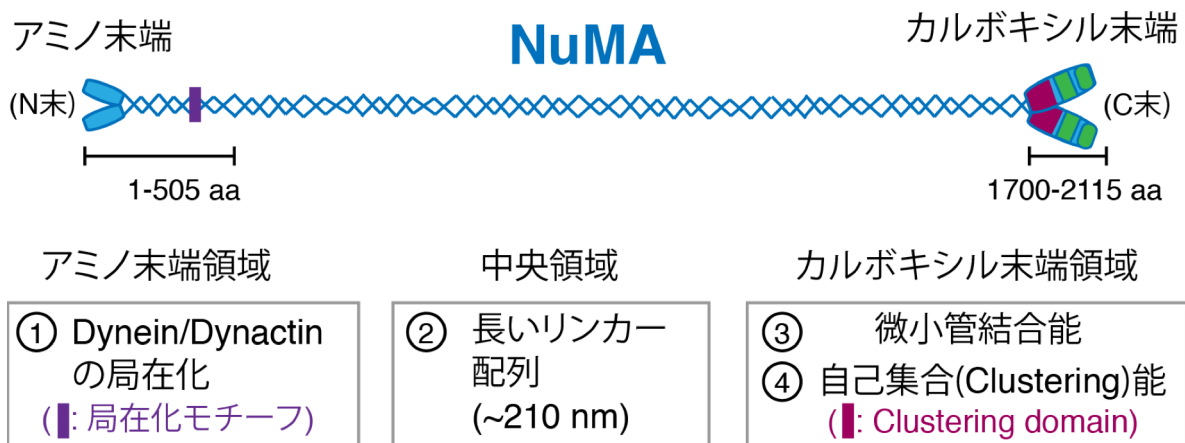 アミノ末端
NuMA
カルボキシル末端
(N末)
(C末)
1-505 aa
1700-2115 aa
アミノ末端領域
中央領域
カルボキシル末端領域
① Dynein/Dynactin
の局在化
(▮: 局在化モチーフ)
② 長いリンカー
配列
(~210 nm)
③ 微小管結合能
④ 自己集合(Clustering)能
(▮: Clustering domain)